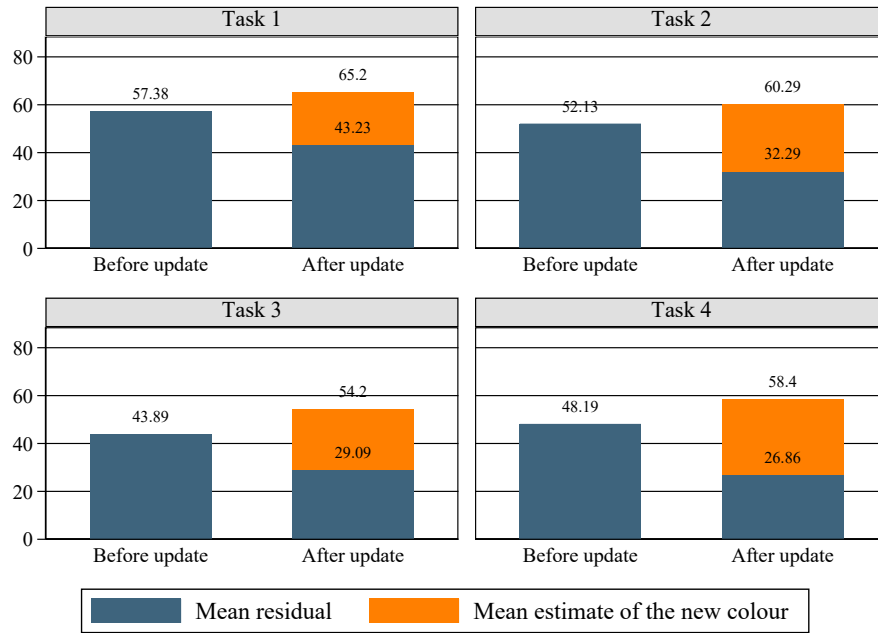 Task 1
Task 2
80
60
40
20
0
57.38
65.2
43.23
52.13
60.29
32.29
Before update
After update
Before update
After update
Task 3
Task 4
80
60
40
20
0
43.89
54.2
29.09
48.19
58.4
26.86
Before update
After update
Before update
After update
Mean residual
Mean estimate of the new colour